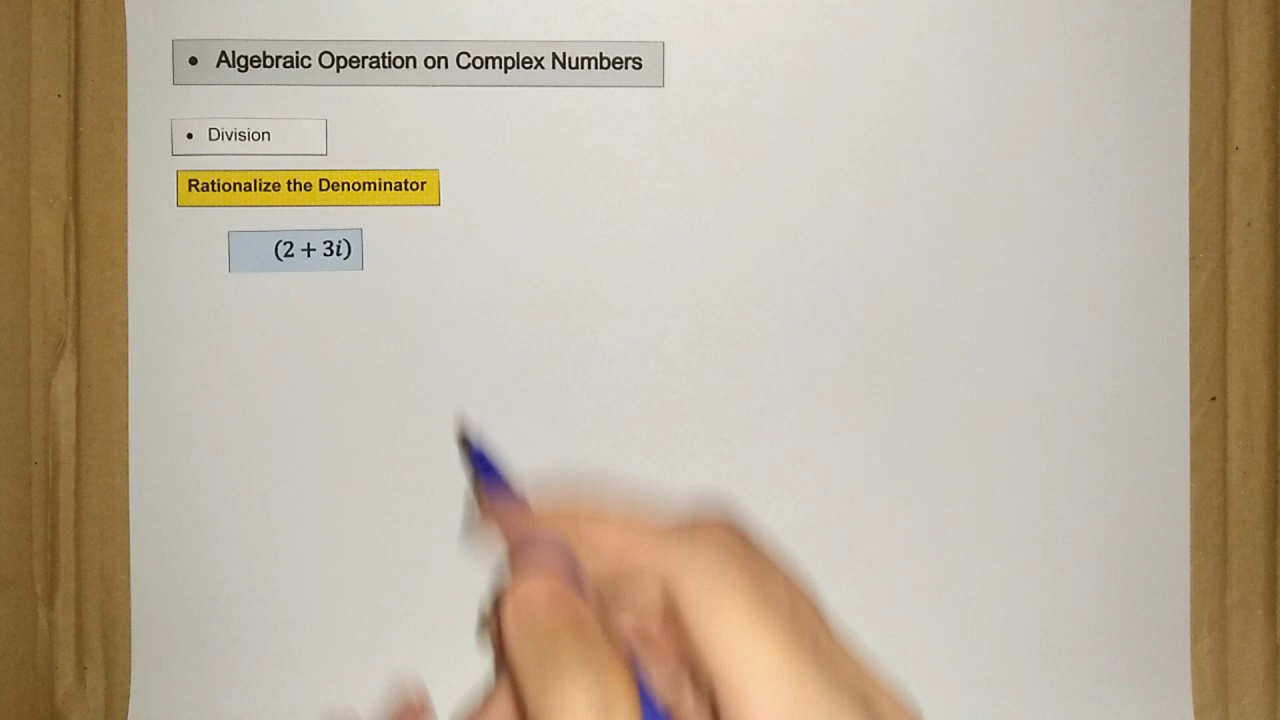 • Algebraic Operation on Complex Numbers
• Division
Rationalize the Denominator
(2 + 3i)